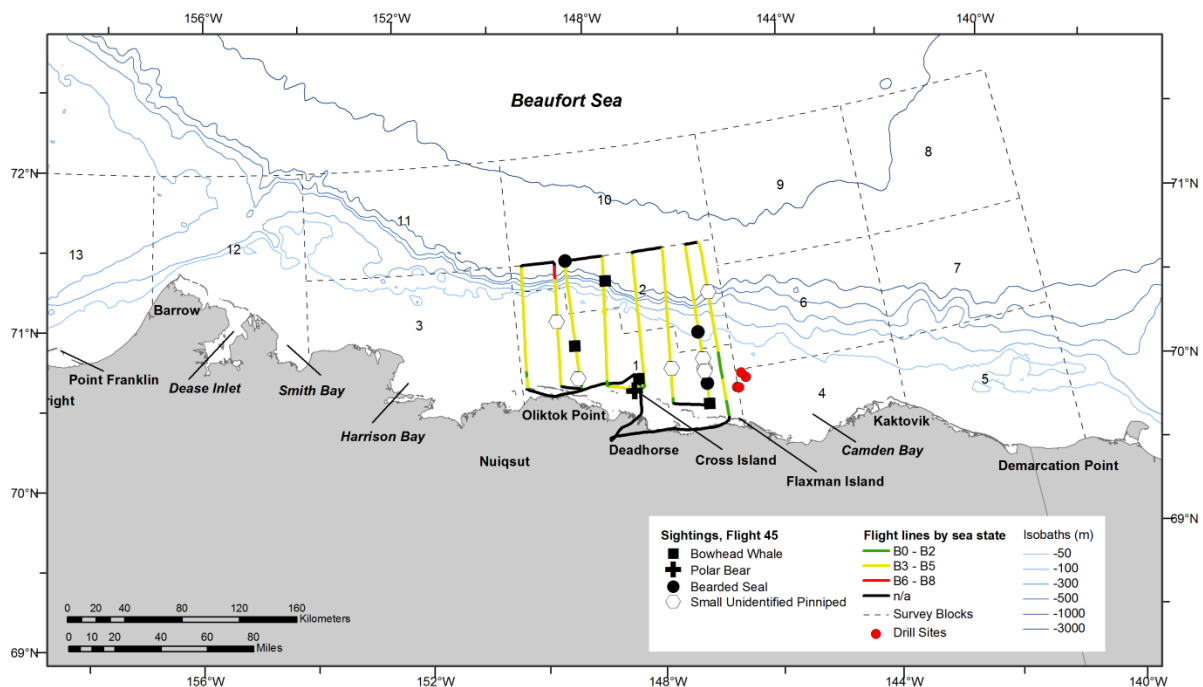 156°W
152°W
148°W
144°W
140°W
Beaufort Sea
72°N
71°N
8
9
10
11
12
13
7
2
6
3
Barrow
71°N
70°N
Point Franklin
Dease Inlet
Smith Bay
1
4
5
right
Harrison Bay
Oliktok Point
Kaktovik
Deadhorse
Camden Bay
Nuiqsut
Cross Island
Demarcation Point
Flaxman Island
70°N
69°N
Sightings, Flight 45
Bowhead Whale
Polar Bear
Bearded Seal
Small Unidentified Pinniped
Flight lines by sea state
B0 - B2
B3 - B5
B6 - B8
n/a
Survey Blocks
Drill Sites
Isobaths (m)
-50
-100
-300
-500
-1000
-3000
0 20 40 80 120 160
Kilometers
0 10 20 40 60 80
Miles
69°N
156°W
152°W
148°W
144°W
140°W